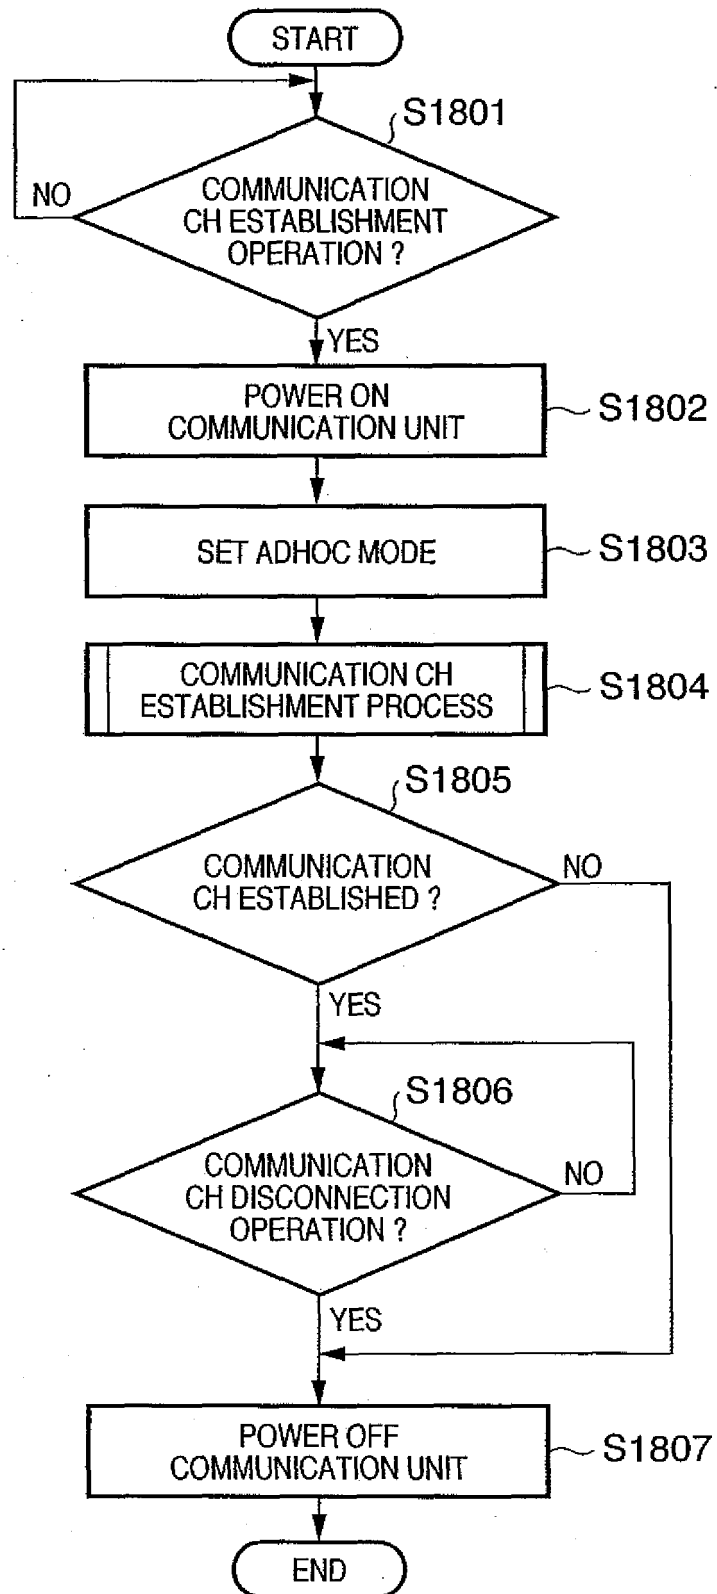 START
S1801
NO
COMMUNICATION
CH ESTABLISHMENT
OPERATION ?
YES
POWER ON
COMMUNICATION UNIT
S1802
SET ADHOC MODE
S1803
COMMUNICATION CH
ESTABLISHMENT PROCESS
S1804
S1805
COMMUNICATION
CH ESTABLISHED ?
NO
YES
S1806
COMMUNICATION
CH DISCONNECTION
OPERATION ?
NO
YES
POWER OFF
COMMUNICATION UNIT
S1807
END